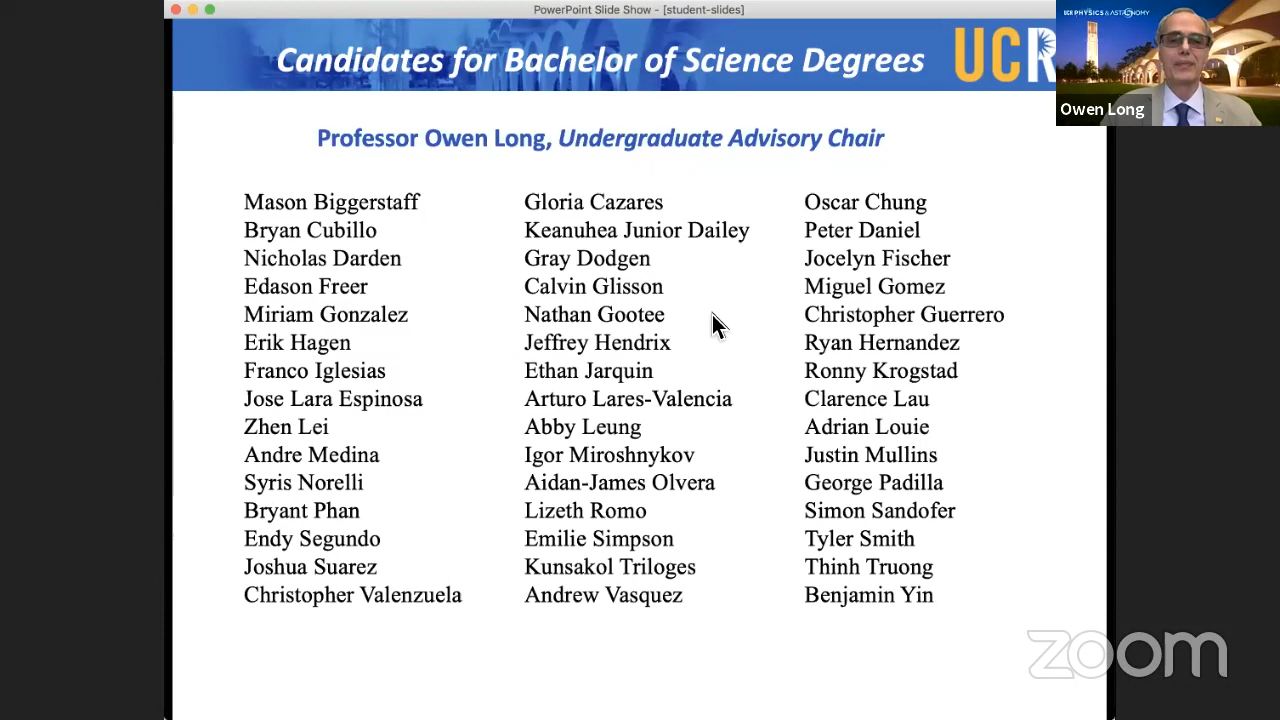 PowerPoint Slide Show - [student-slides]
Candidates for Bachelor of Science Degrees
UCR
UCR PHYSICS & ASTRONOMY
Owen Long
Professor Owen Long, Undergraduate Advisory Chair
Mason Biggerstaff Gloria Cazares Oscar Chung
Bryan Cubillo Keanuhea Junior Dailey Peter Daniel
Nicholas Darden Gray Dodgen Jocelyn Fischer
Edason Freer Calvin Glisson Miguel Gomez
Miriam Gonzalez Nathan Gootee Christopher Guerrero
Erik Hagen Jeffrey Hendrix Ryan Hernandez
Franco Iglesias Ethan Jarquin Ronny Krogstad
Jose Lara Espinosa Arturo Lares-Valencia Clarence Lau
Zhen Lei Abby Leung Adrian Louie
Andre Medina Igor Miroshnykov Justin Mullins
Syris Norelli Aidan-James Olvera George Padilla
Bryant Phan Lizeth Romo Simon Sandofer
Endy Segundo Emilie Simpson Tyler Smith
Joshua Suarez Kunsakol Triloges Thinh Truong
Christopher Valenzuela Andrew Vasquez Benjamin Yin
zoom